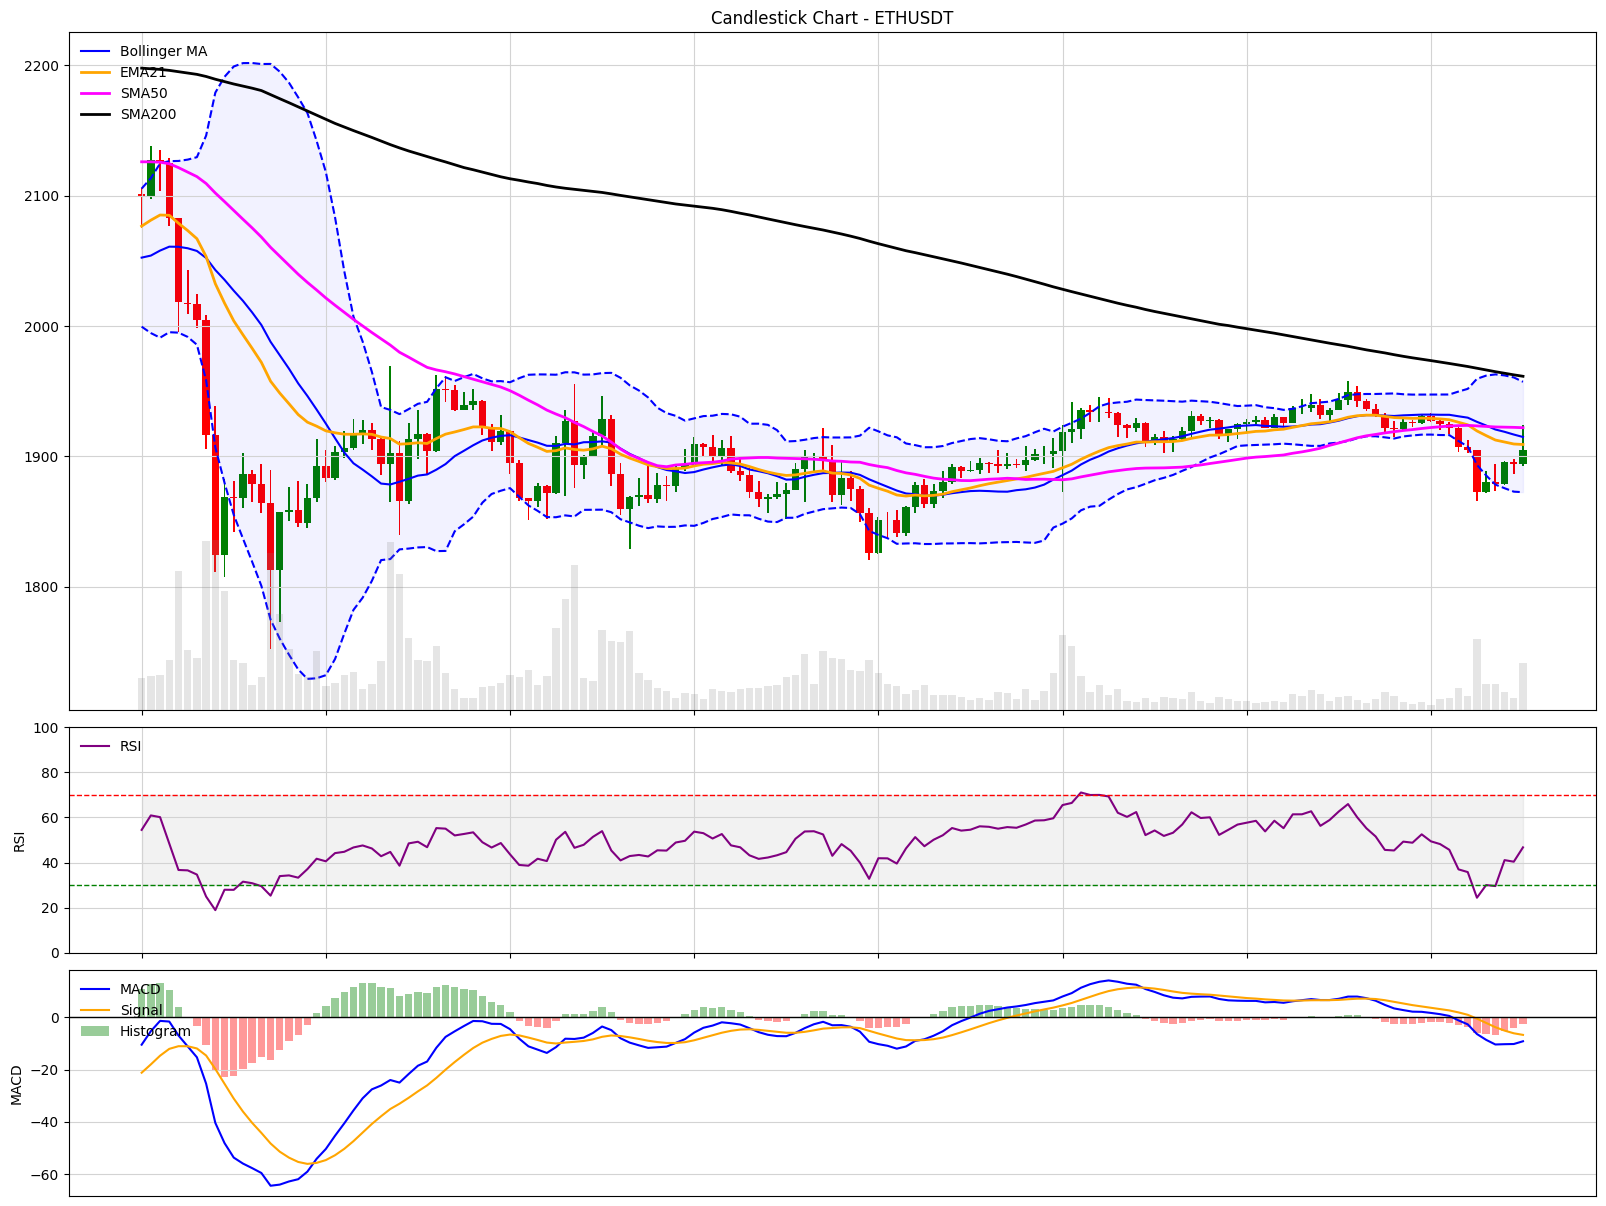 Candlestick Chart - ETHUSDT
Bollinger MA
EMA21
SMA50
SMA200
2200
2100
2000
1900
1800
RSI
100
80
60
40
20
0
RSI
MACD
Signal
Histogram
0
−20
−40
−60
MACD